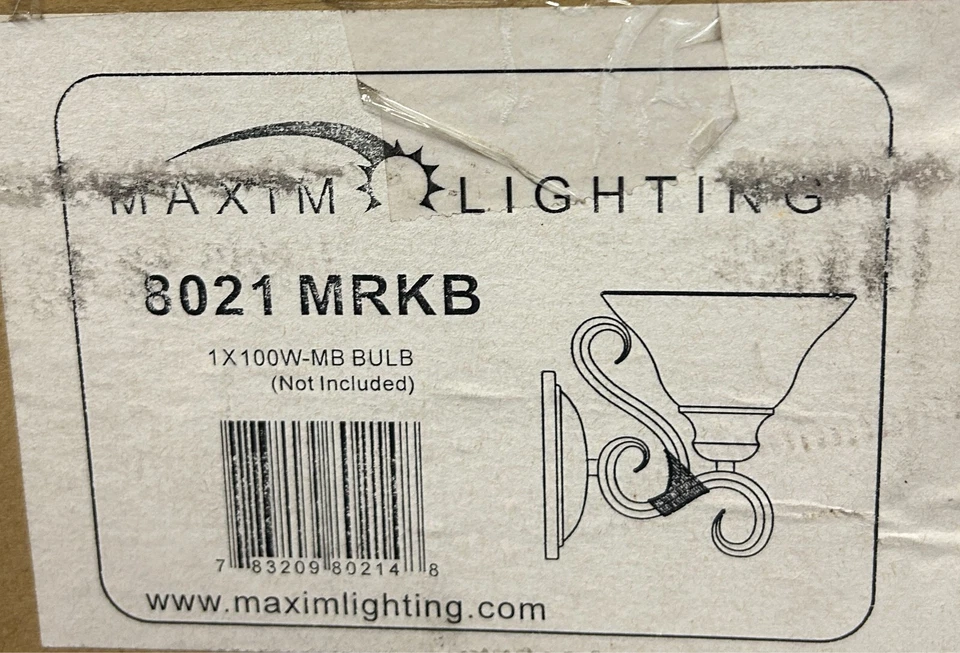 MAXIM LIGHTING
8021 MRKB
1X100W-MB BULB
(Not Included)
7 83209 80214 8
www.maximlighting.com